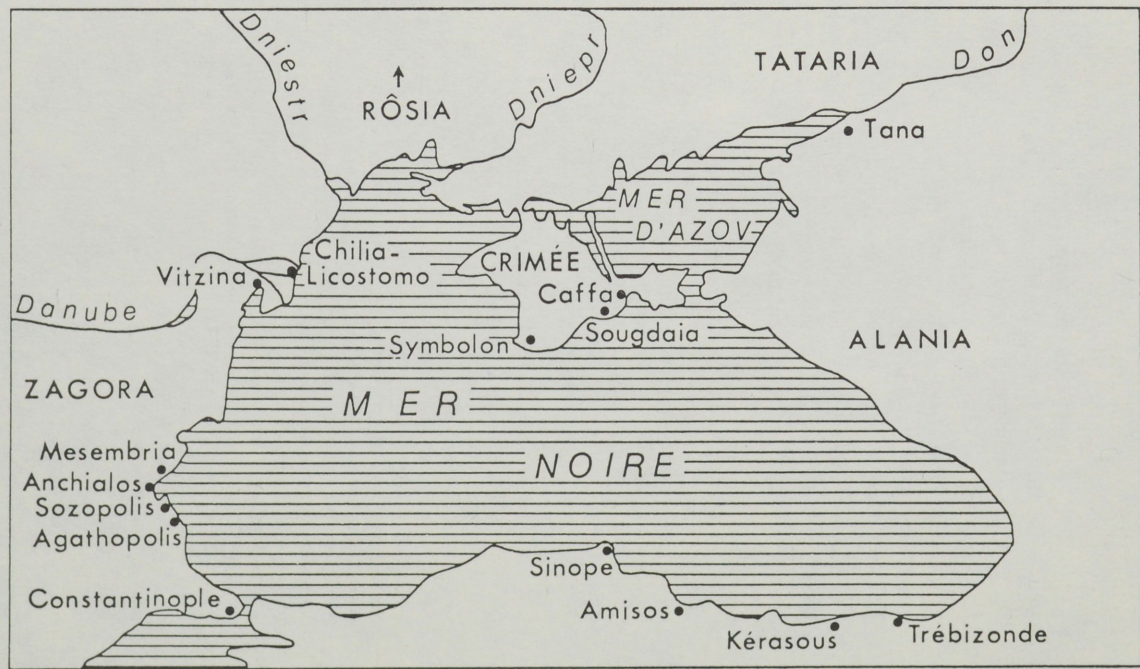 Dniestr
RÔSIA
Dniepr
TATARIA
Don
Tana
MER
D'AZOV
Chilia-
Licostomo
Vitzina
Danube
CRIMÉE
Caffa
Sougdaia
Symbolon
ALANIA
ZAGORA
MER
NOIRE
Mesembria
Anchialos
Sozopolis
Agathopolis
Constantinople
Sinope
Amisos
Kérasous
Trébizonde